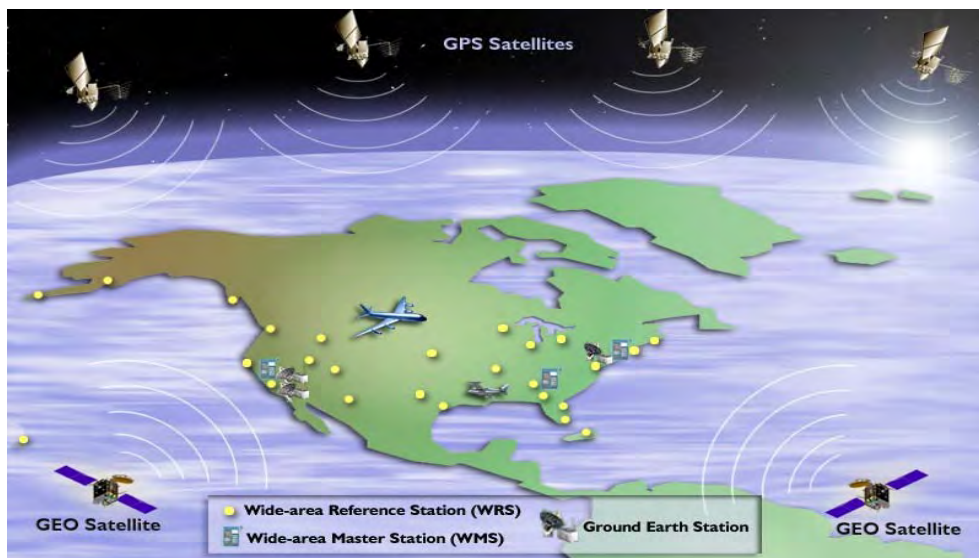 GPS Satellites
GEO Satellite
GEO Satellite
Wide-area Reference Station (WRS)
Wide-area Master Station (WMS)
Ground Earth Station